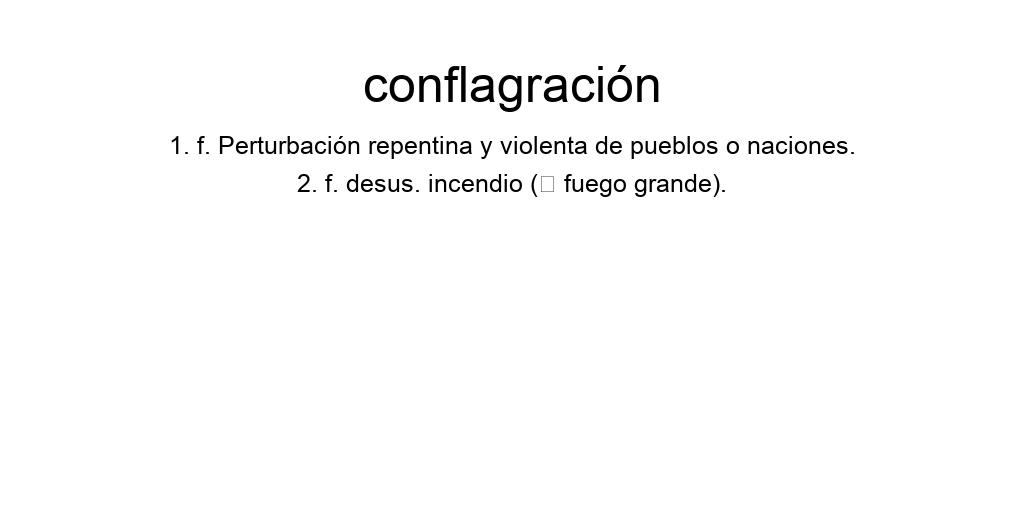 conflagración
1. f. Perturbación repentina y violenta de pueblos o naciones.
2. f. desus. incendio (□ fuego grande).